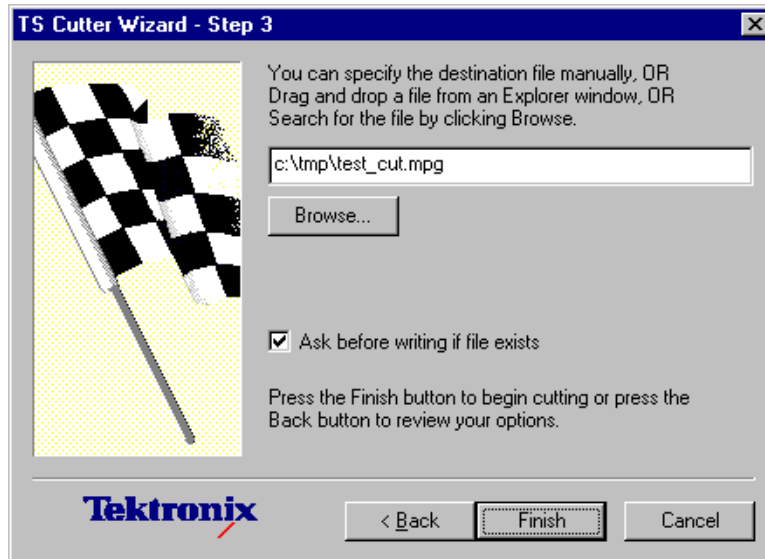 TS Cutter Wizard - Step 3
You can specify the destination file manually, OR
Drag and drop a file from an Explorer window, OR
Search for the file by clicking Browse.
c:\tmp\test_cut.mpg
Browse...
Ask before writing if file exists
Press the Finish button to begin cutting or press the
Back button to review your options.
Tektronix
< Back
Finish
Cancel